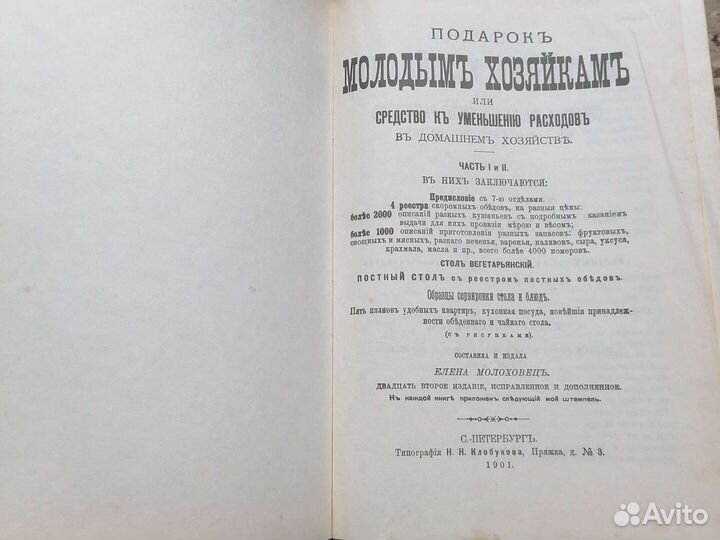 ПОДАРОКЪ
МОЛОДЫМЪ ХОЗЯЙКАМЪ
ИЛИ
СРЕДСТВО КЪ УМЕНЬШЕНІЮ РАСХОДОВЪ
ВЪ ДОМАШНЕМЪ ХОЗЯЙСТВѢ.
ЧАСТЬ I и II.
ВЪ НИХЪ ЗАКЛЮЧАЮТСЯ:
Предисловіе съ 7-ю отдѣлами.
4 реестра скоромныхъ обѣдовъ, на разныя цѣны:
болѣе 2000 описаній разныхъ кушаньевъ съ подробнымъ казаніемъ
выдачи для нихъ провизіи мѣрою и вѣсомъ;
болѣе 1000 описаній приготовленія разныхъ запасовъ: фруктовыхъ,
овощныхъ и мясныхъ, разнаго печенья, варенья, наливокъ, сыра, уксуса,
крахмала, масла и пр., всего болѣе 4000 номеровъ.
СТОЛЪ ВЕГЕТАРЬЯНСКІЙ.
ПОСТНЫЙ СТОЛЪ съ реестромъ постныхъ обѣдовъ.
Образцы сервировки стола и блюдъ.
Пять плановъ удобныхъ квартиръ, кухонная посуда, новѣйшія принадлеж-
ности обѣденнаго и чайнаго стола.
(СЪ РИСУНКАМИ).
СОСТАВИЛА И ИЗДАЛА
ЕЛЕНА МОЛОХОВЕЦЪ.
ДВАДЦАТЬ ВТОРОЕ ИЗДАНІЕ, ИСПРАВЛЕННОЕ И ДОПОЛНЕННОЕ.
Къ каждой книгѣ приложенъ слѣдующій мой штемпель.
С.-ПЕТЕРБУРГЪ.
Типографія Н. Н. Клобукова, Пряжка, д. № 3.
1901.
Avito